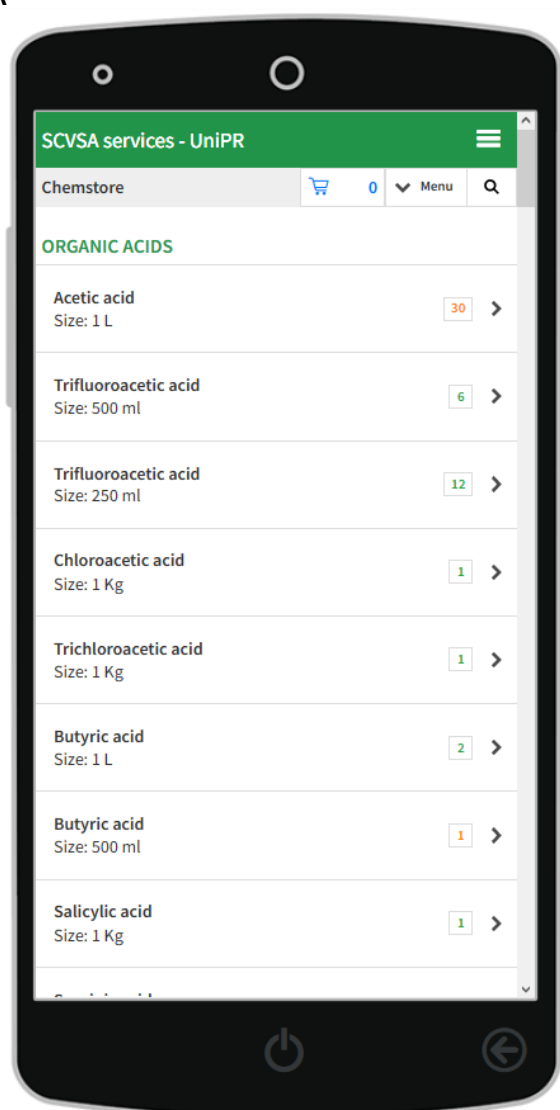 SCVSA services - UniPR
Chemstore
0
Menu
ORGANIC ACIDS
Acetic acid
Size: 1 L
30
Trifluoroacetic acid
Size: 500 ml
6
Trifluoroacetic acid
Size: 250 ml
12
Chloroacetic acid
Size: 1 Kg
1
Trichloroacetic acid
Size: 1 Kg
1
Butyric acid
Size: 1 L
2
Butyric acid
Size: 500 ml
1
Salicylic acid
Size: 1 Kg
1